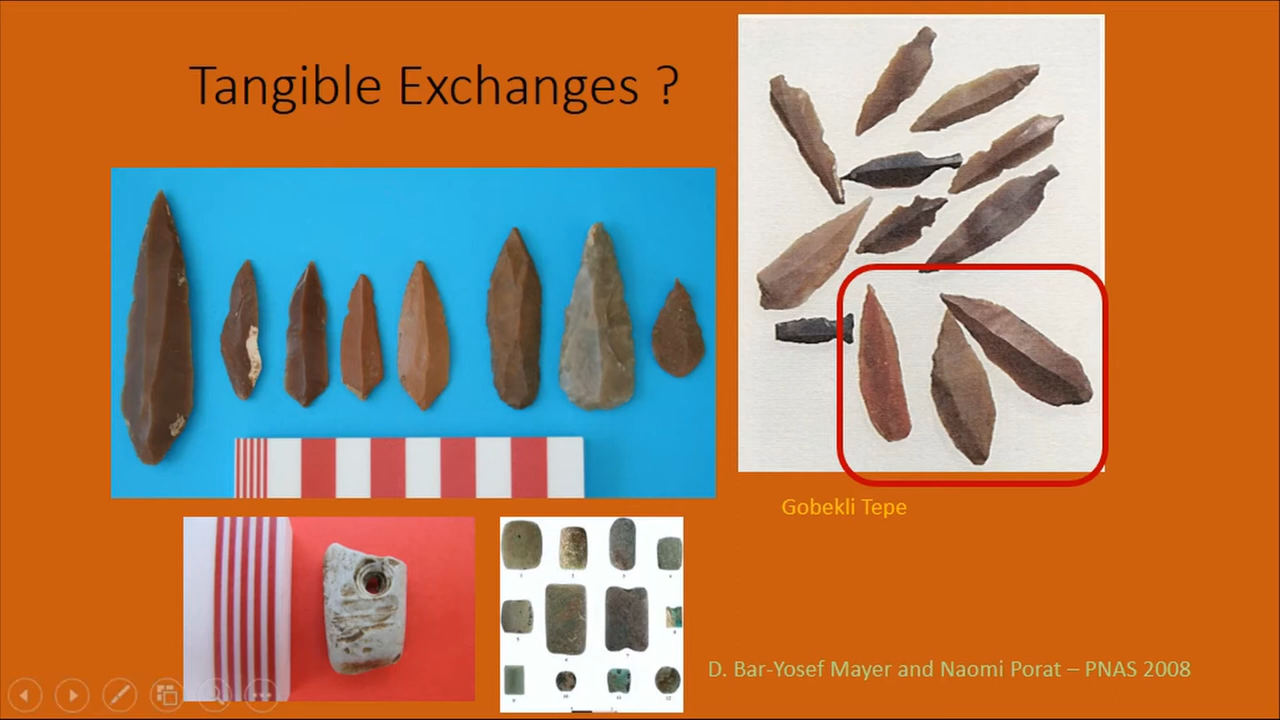 Tangible Exchanges ?
Gobekli Tepe
D. Bar-Yosef Mayer and Naomi Porat – PNAS 2008